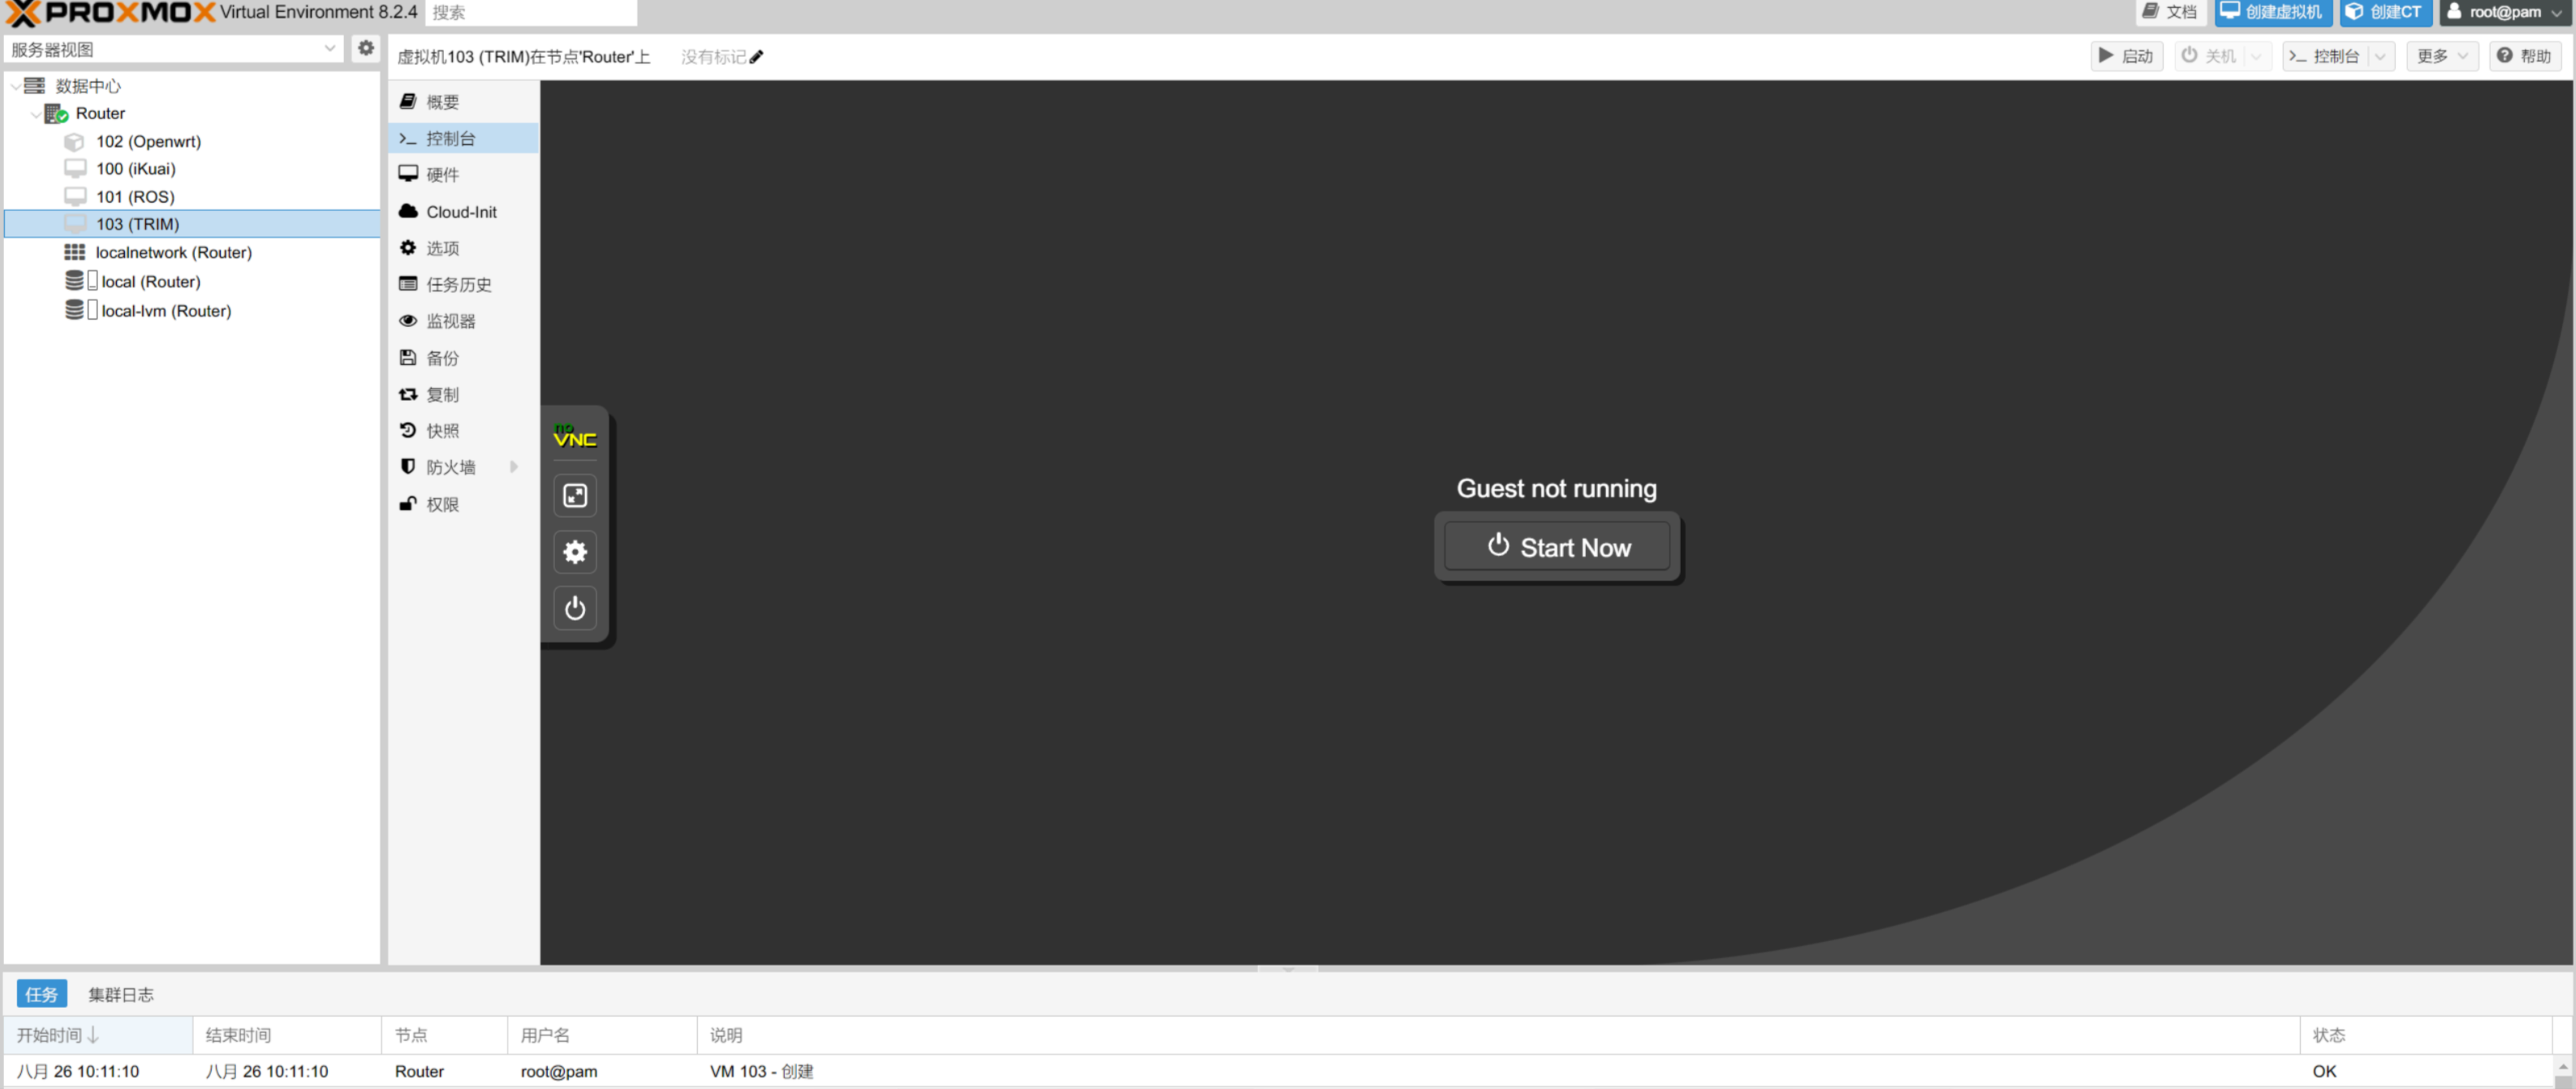 PROXMOX Virtual Environment 8.2.4 搜索 文档 创建虚拟机 创建CT root@pam
服务器视图
虚拟机103 (TRIM)在节点'Router'上 没有标记 启动 关机 控制台 更多 帮助
数据中心
Router
102 (Openwrt)
100 (iKuai)
101 (ROS)
103 (TRIM)
localnetwork (Router)
local (Router)
local-lvm (Router)
概要
控制台
硬件
Cloud-Init
选项
任务历史
监视器
备份
复制
快照
防火墙
权限
no
VNC
Guest not running
Start Now
任务 集群日志
开始时间 结束时间 节点 用户名 说明 状态
八月 26 10:11:10 八月 26 10:11:10 Router root@pam VM 103 - 创建 OK